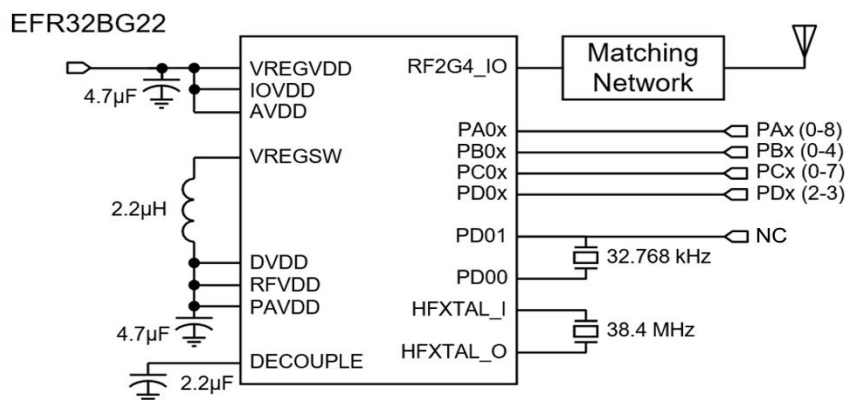 EFR32BG22
VREGVDD
IOVDD
AVDD
4.7µF
VREGSW
2.2µH
DVDD
RFVDD
PAVDD
4.7µF
DECOUPLE
2.2µF
RF2G4_IO
Matching
Network
PA0x
PAx (0-8)
PB0x
PBx (0-4)
PC0x
PCx (0-7)
PD0x
PDx (2-3)
PD01
NC
32.768 kHz
PD00
HFXTAL_I
38.4 MHz
HFXTAL_O